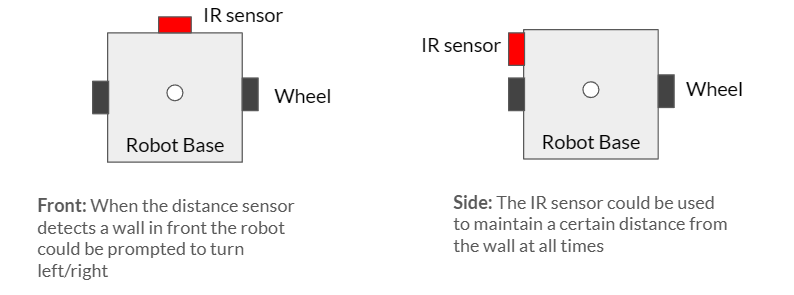 IR sensor
Wheel
Robot Base
Front: When the distance sensor
detects a wall in front the robot
could be prompted to turn
left/right
IR sensor
Wheel
Robot Base
Side: The IR sensor could be used
to maintain a certain distance from
the wall at all times